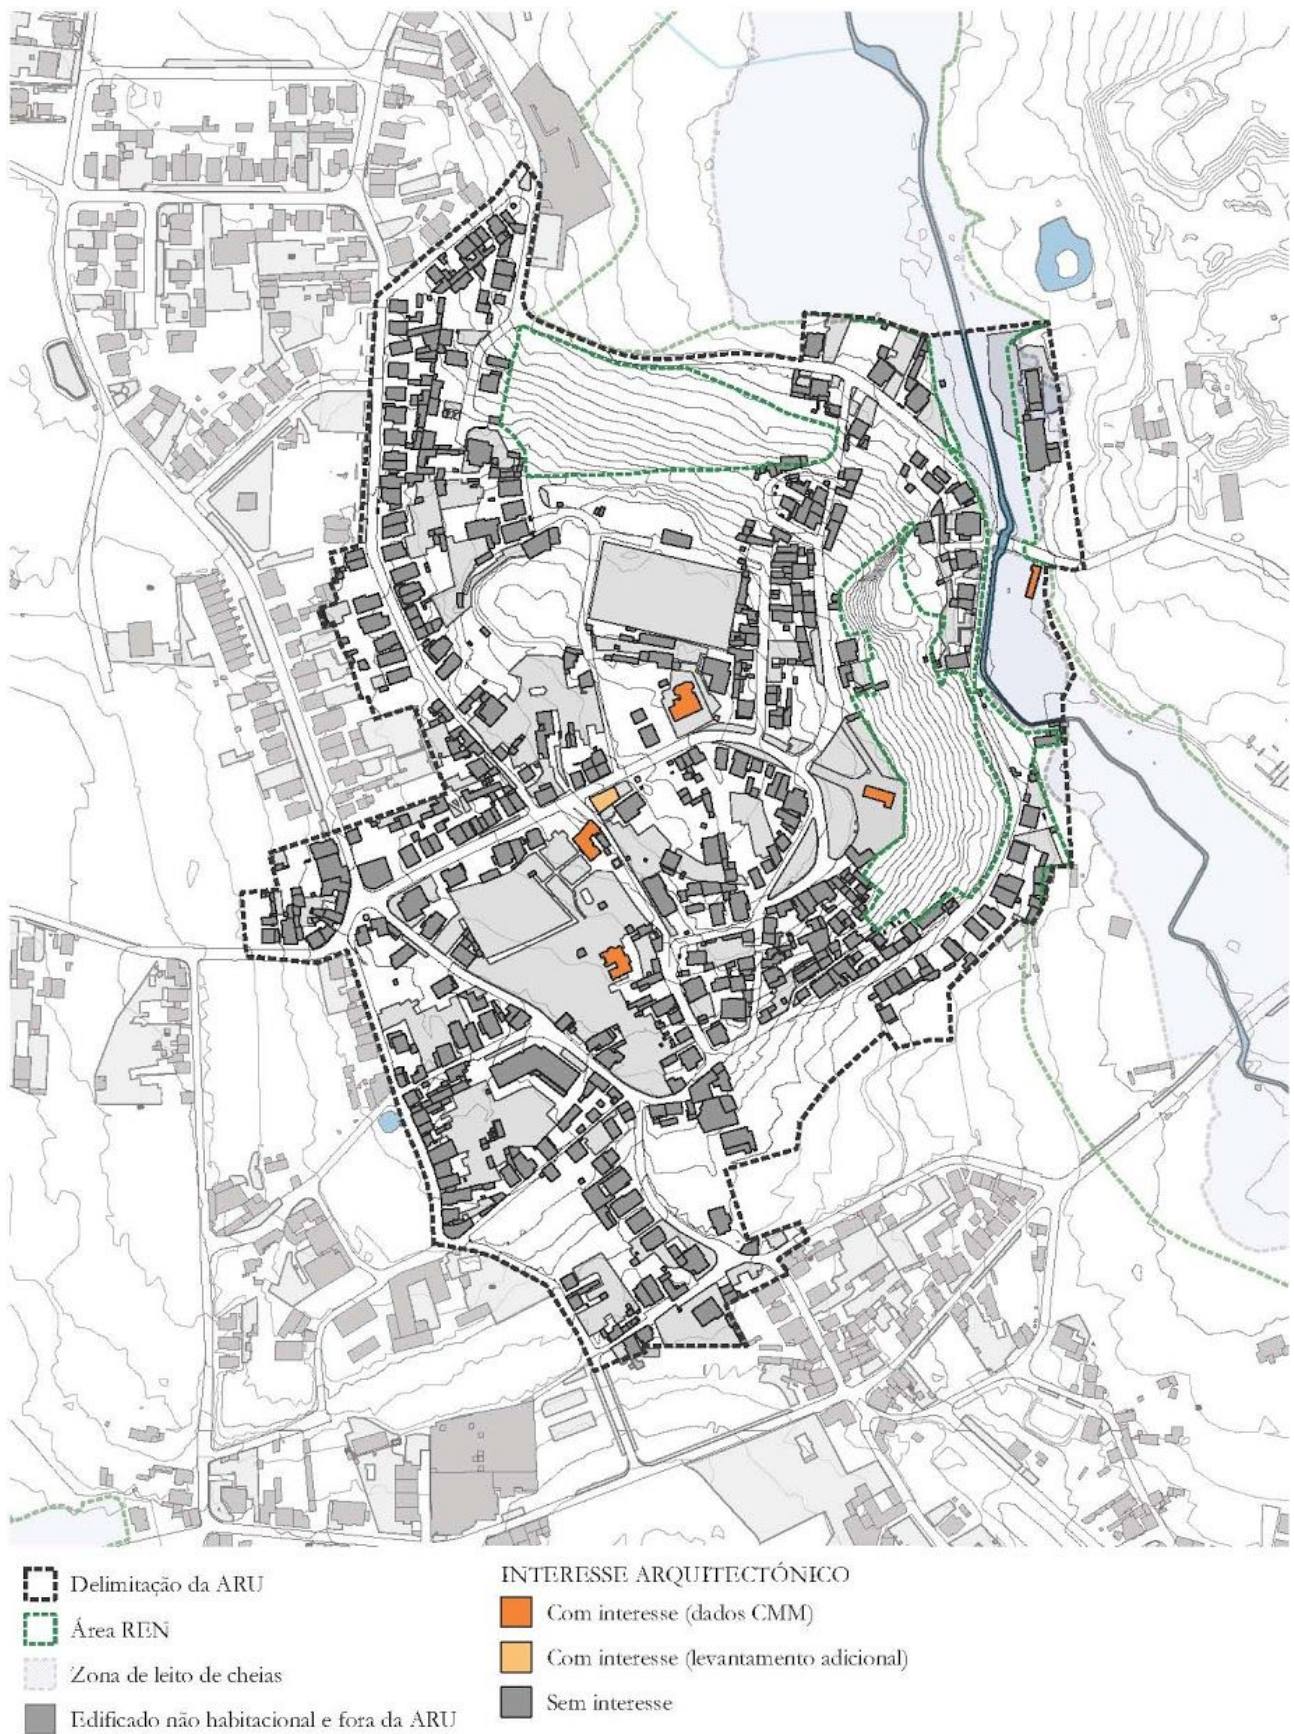 Delimitação da ARU
Área REN
Zona de leito de cheias
Edificado não habitacional e fora da ARU
INTERESSE ARQUITECTÓNICO
Com interesse (dados CMM)
Com interesse (levantamento adicional)
Sem interesse